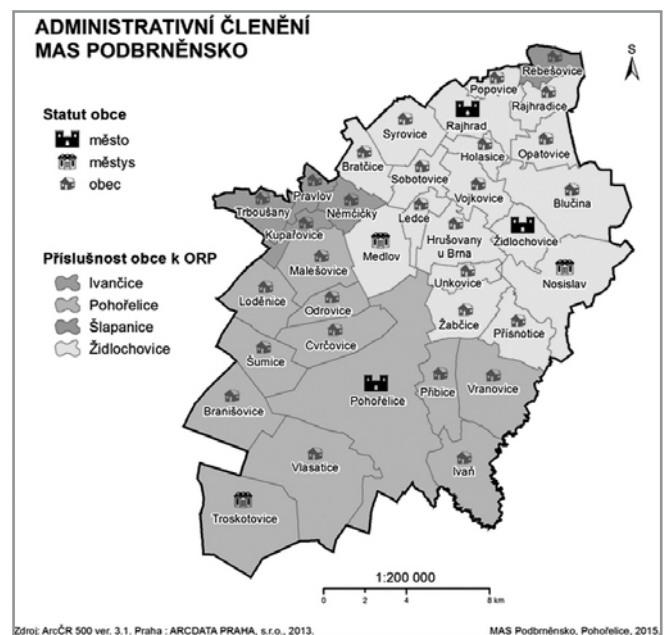 ADMINISTRATIVNÍ ČLENĚNÍ
MAS PODBRNĚNSKO
S
Statut obce
město
městys
obec
Příslušnost obce k ORP
Ivančice
Pohořelice
Šlapanice
Židlochovice
Rebešovice
Popovice
Rajhradice
Rajhrad
Syrovice
Holasice
Opatovice
Bratčice
Sobotovice
Vojkovice
Blučina
Pravlov
Trboušany
Němčičky
Ledce
Kupařovice
Hrušovany
u Brna
Židlochovice
Medlov
Malešovice
Unkovice
Nosislav
Loděnice
Odrovice
Žabčice
Přísnotice
Cvrčovice
Šumice
Pohořelice
Přibice
Vranovice
Branišovice
Vlasatice
Ivaň
Troskotovice
1:200 000
0 4 8 km
Zdroj: ArcČR 500 ver. 3.1. Praha : ARCDATA PRAHA, s.r.o., 2013.
MAS Podbrněnsko, Pohořelice, 2015.